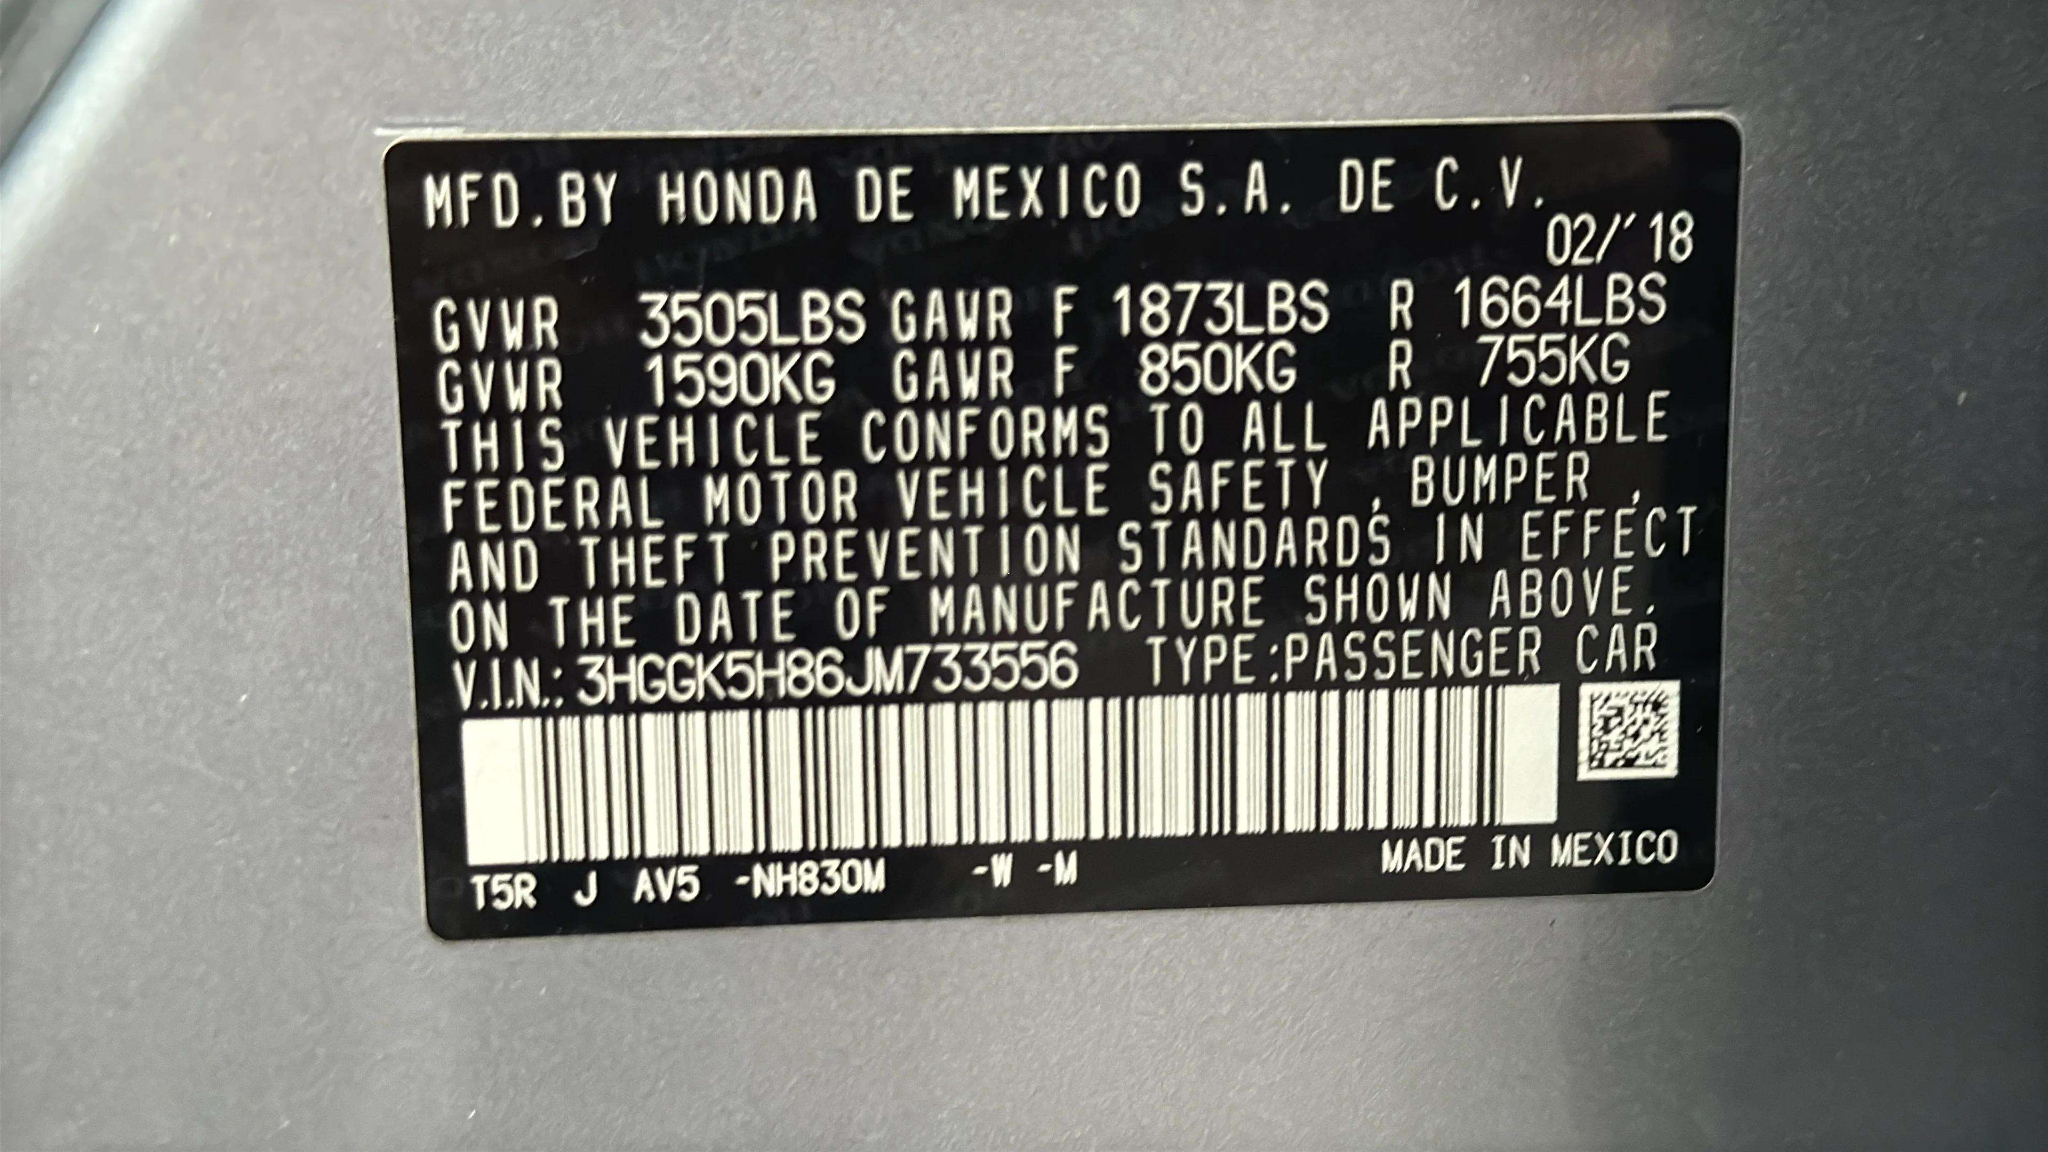 MFD.BY HONDA DE MEXICO S.A. DE C.V.
02/'18
GVWR 3505LBS GAWR F 1873LBS R 1664LBS
GVWR 1590KG GAWR F 850KG R 755KG
THIS VEHICLE CONFORMS TO ALL APPLICABLE
FEDERAL MOTOR VEHICLE SAFETY , BUMPER ,
AND THEFT PREVENTION STANDARDS IN EFFECT
ON THE DATE OF MANUFACTURE SHOWN ABOVE.
V.I.N.: 3HGGK5H86JM733556 TYPE:PASSENGER CAR
T5R J AV5 -NH830M -W -M MADE IN MEXICO